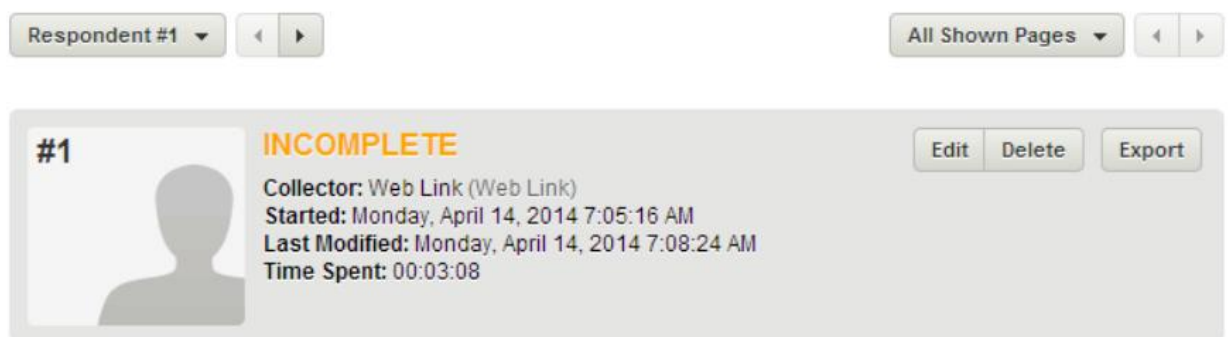 Respondent #1
All Shown Pages
#1
INCOMPLETE
Edit Delete Export
Collector: Web Link (Web Link)
Started: Monday, April 14, 2014 7:05:16 AM
Last Modified: Monday, April 14, 2014 7:08:24 AM
Time Spent: 00:03:08